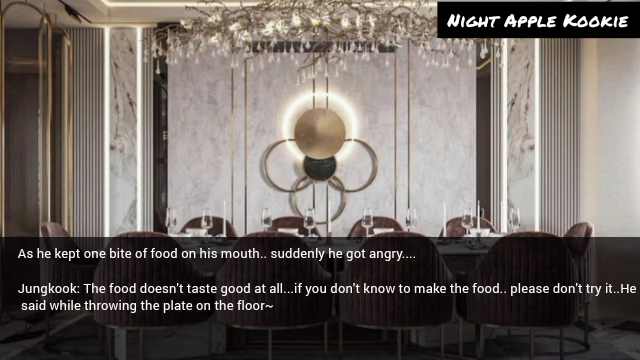 Night Apple Kookie
As he kept one bite of food on his mouth.. suddenly he got angry....
Jungkook: The food doesn't taste good at all...if you don't know to make the food.. please don't try it..He
said while throwing the plate on the floor~